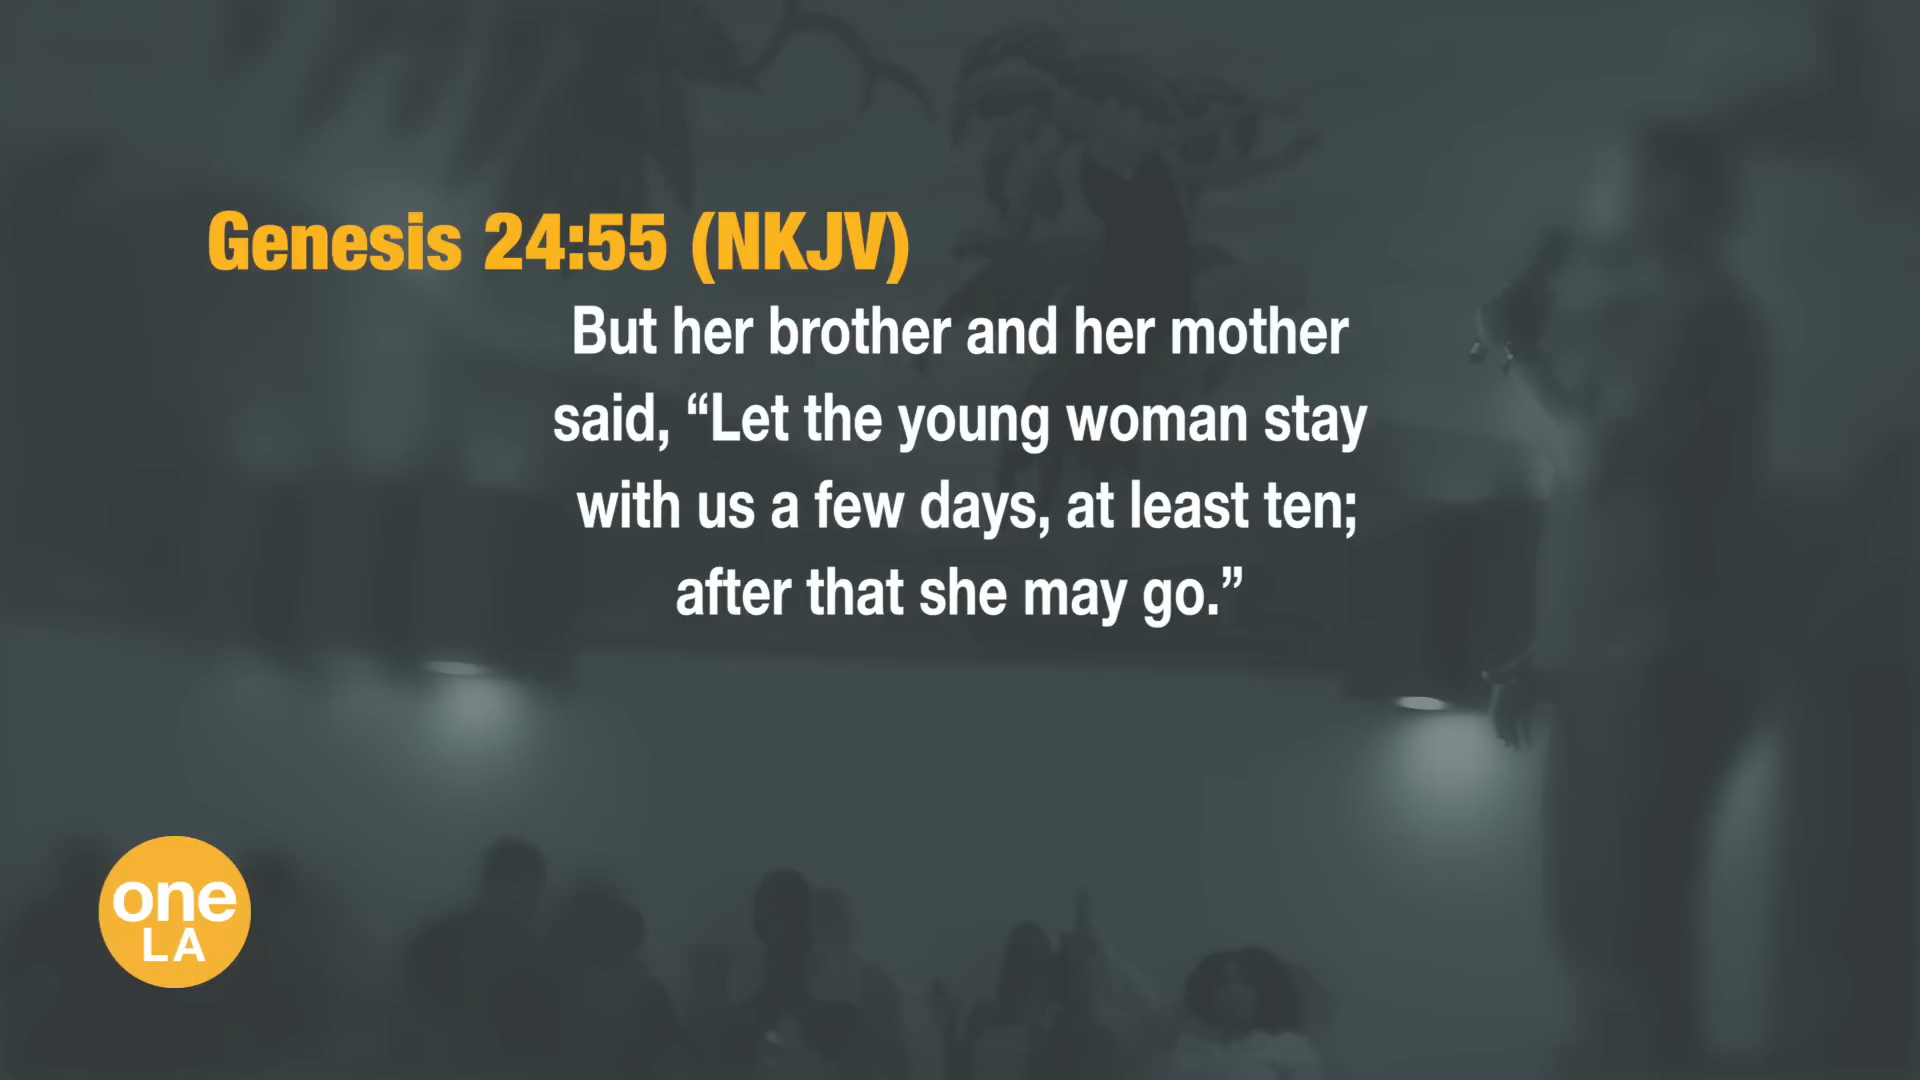 Genesis 24:55 (NKJV)
But her brother and her mother
said, “Let the young woman stay
with us a few days, at least ten;
after that she may go.”
one
LA